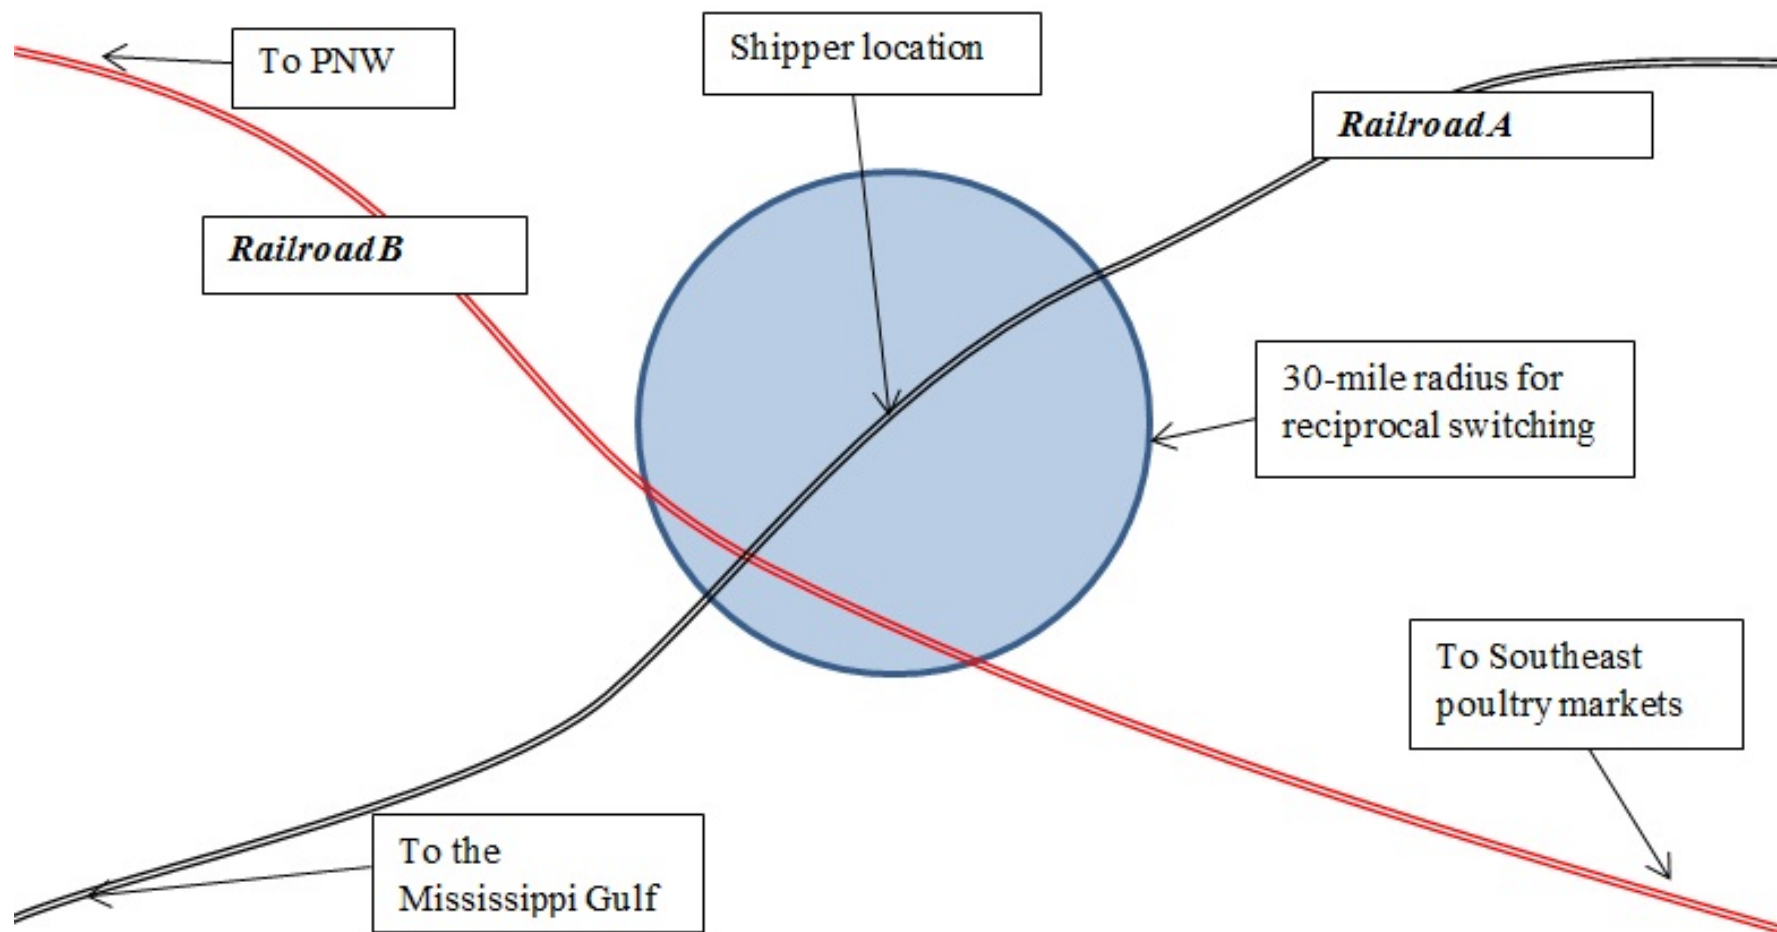 To PNW
Shipper location
Railroad A
Railroad B
30-mile radius for
reciprocal switching
To Southeast
poultry markets
To the
Mississippi Gulf